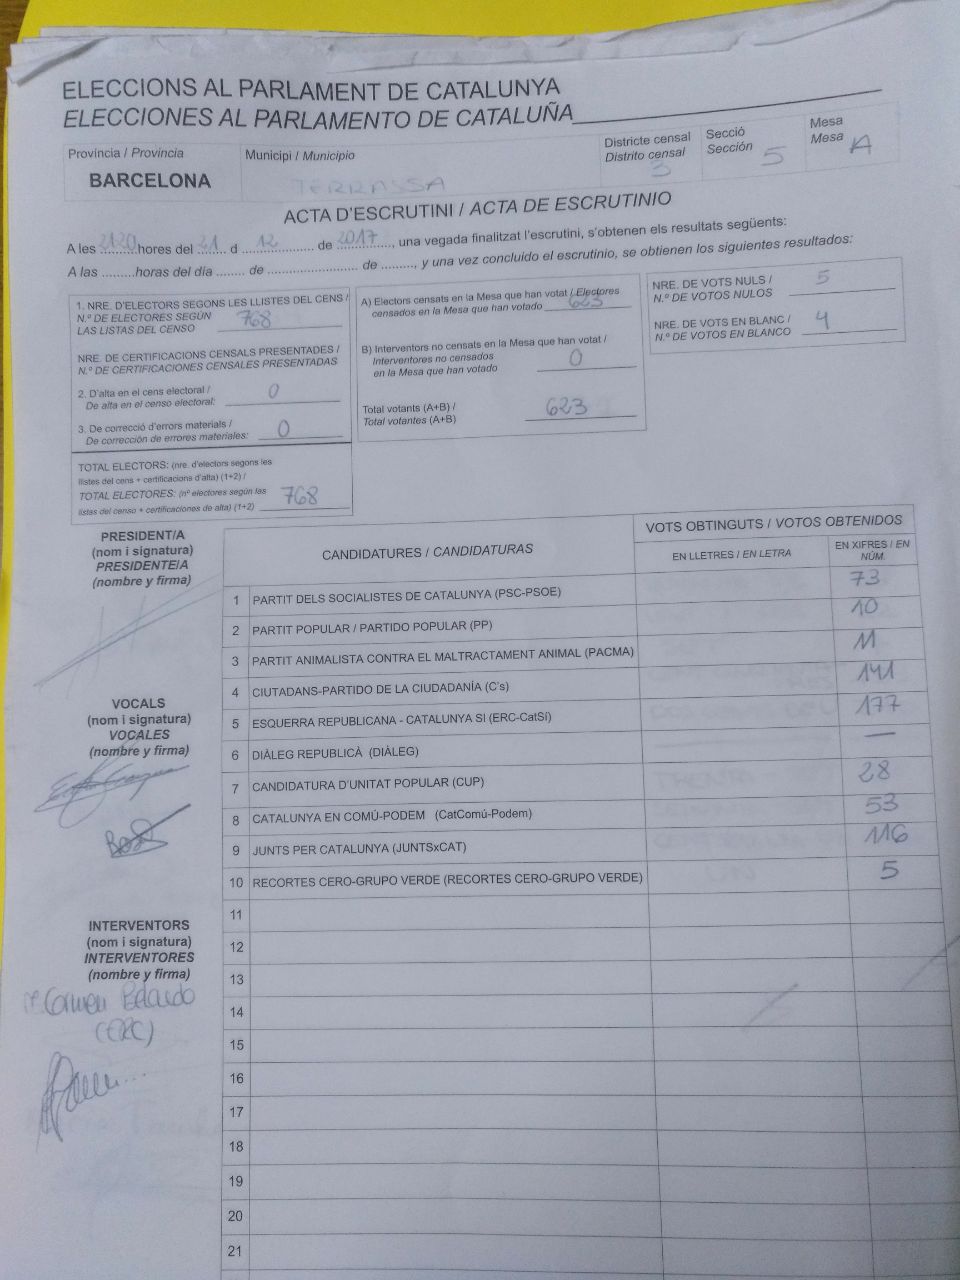 ELECCIONS AL PARLAMENT DE CATALUNYA
ELECCIONES AL PARLAMENTO DE CATALUÑA
Provincia / Provincia
BARCELONA
Municipi / Municipio
TERRASSA
Districte censal
Distrito censal
3
Secció
Sección
5
Mesa
Mesa
A
ACTA D'ESCRUTINI / ACTA DE ESCRUTINIO
A les 2120 hores del 21 d 12 de 2017, una vegada finalitzat l'escrutini, s'obtenen els resultats següents:
A las .........horas del día ....... de ........................ de ........., y una vez concluido el escrutinio, se obtienen los siguientes resultados:
1. NRE. D'ELECTORS SEGONS LES LLISTES DEL CENS /
N.º DE ELECTORES SEGÚN
LAS LISTAS DEL CENSO 768
NRE. DE CERTIFICACIONS CENSALS PRESENTADES /
N.º DE CERTIFICACIONES CENSALES PRESENTADAS
2. D'alta en el cens electoral /
De alta en el censo electoral: 0
3. De correcció d'errors materials /
De corrección de errores materiales: 0
TOTAL ELECTORS: (nre. d'electors segons les
llistes del cens + certificacions d'alta) (1+2) /
TOTAL ELECTORES: (nº electores según las
listas del censo + certificaciones de alta) (1+2) 768
A) Electors censats en la Mesa que han votat / Electores
censados en la Mesa que han votado 623
B) Interventors no censats en la Mesa que han votat /
Interventores no censados
en la Mesa que han votado 0
Total votants (A+B) /
Total votantes (A+B) 623
NRE. DE VOTS NULS /
N.º DE VOTOS NULOS 5
NRE. DE VOTS EN BLANC /
N.º DE VOTOS EN BLANCO 4
PRESIDENT/A
(nom i signatura)
PRESIDENTE/A
(nombre y firma)
VOCALS
(nom i signatura)
VOCALES
(nombre y firma)
INTERVENTORS
(nom i signatura)
INTERVENTORES
(nombre y firma)
(ERC)
CANDIDATURES / CANDIDATURAS
VOTS OBTINGUTS / VOTOS OBTENIDOS
EN LLETRES / EN LETRA
EN XIFRES / EN
NÚM.
1 PARTIT DELS SOCIALISTES DE CATALUNYA (PSC-PSOE) 73
2 PARTIT POPULAR / PARTIDO POPULAR (PP) 10
3 PARTIT ANIMALISTA CONTRA EL MALTRACTAMENT ANIMAL (PACMA) 11
4 CIUTADANS-PARTIDO DE LA CIUDADANÍA (C's) 141
5 ESQUERRA REPUBLICANA - CATALUNYA SI (ERC-CatSí) 177
6 DIÀLEG REPUBLICÀ (DIÀLEG) —
7 CANDIDATURA D'UNITAT POPULAR (CUP) 28
8 CATALUNYA EN COMÚ-PODEM (CatComú-Podem) 53
9 JUNTS PER CATALUNYA (JUNTSxCAT) 116
10 RECORTES CERO-GRUPO VERDE (RECORTES CERO-GRUPO VERDE) 5
11
12
13
14
15
16
17
18
19
20
21